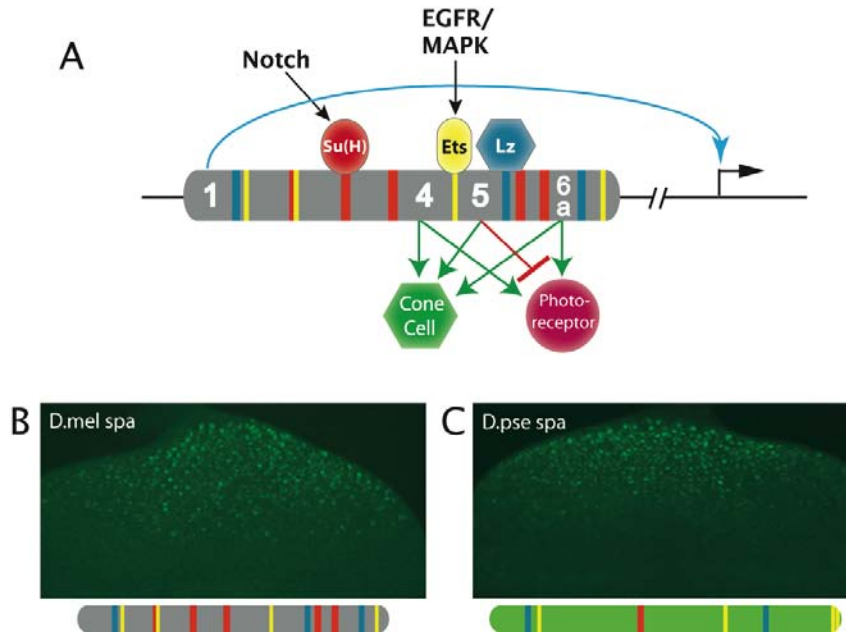 A
EGFR/
MAPK
Notch
Su(H)
Ets
Lz
1
4
5
6
a
Cone
Cell
Photo-
receptor
B
D.mel spa
C
D.pse spa